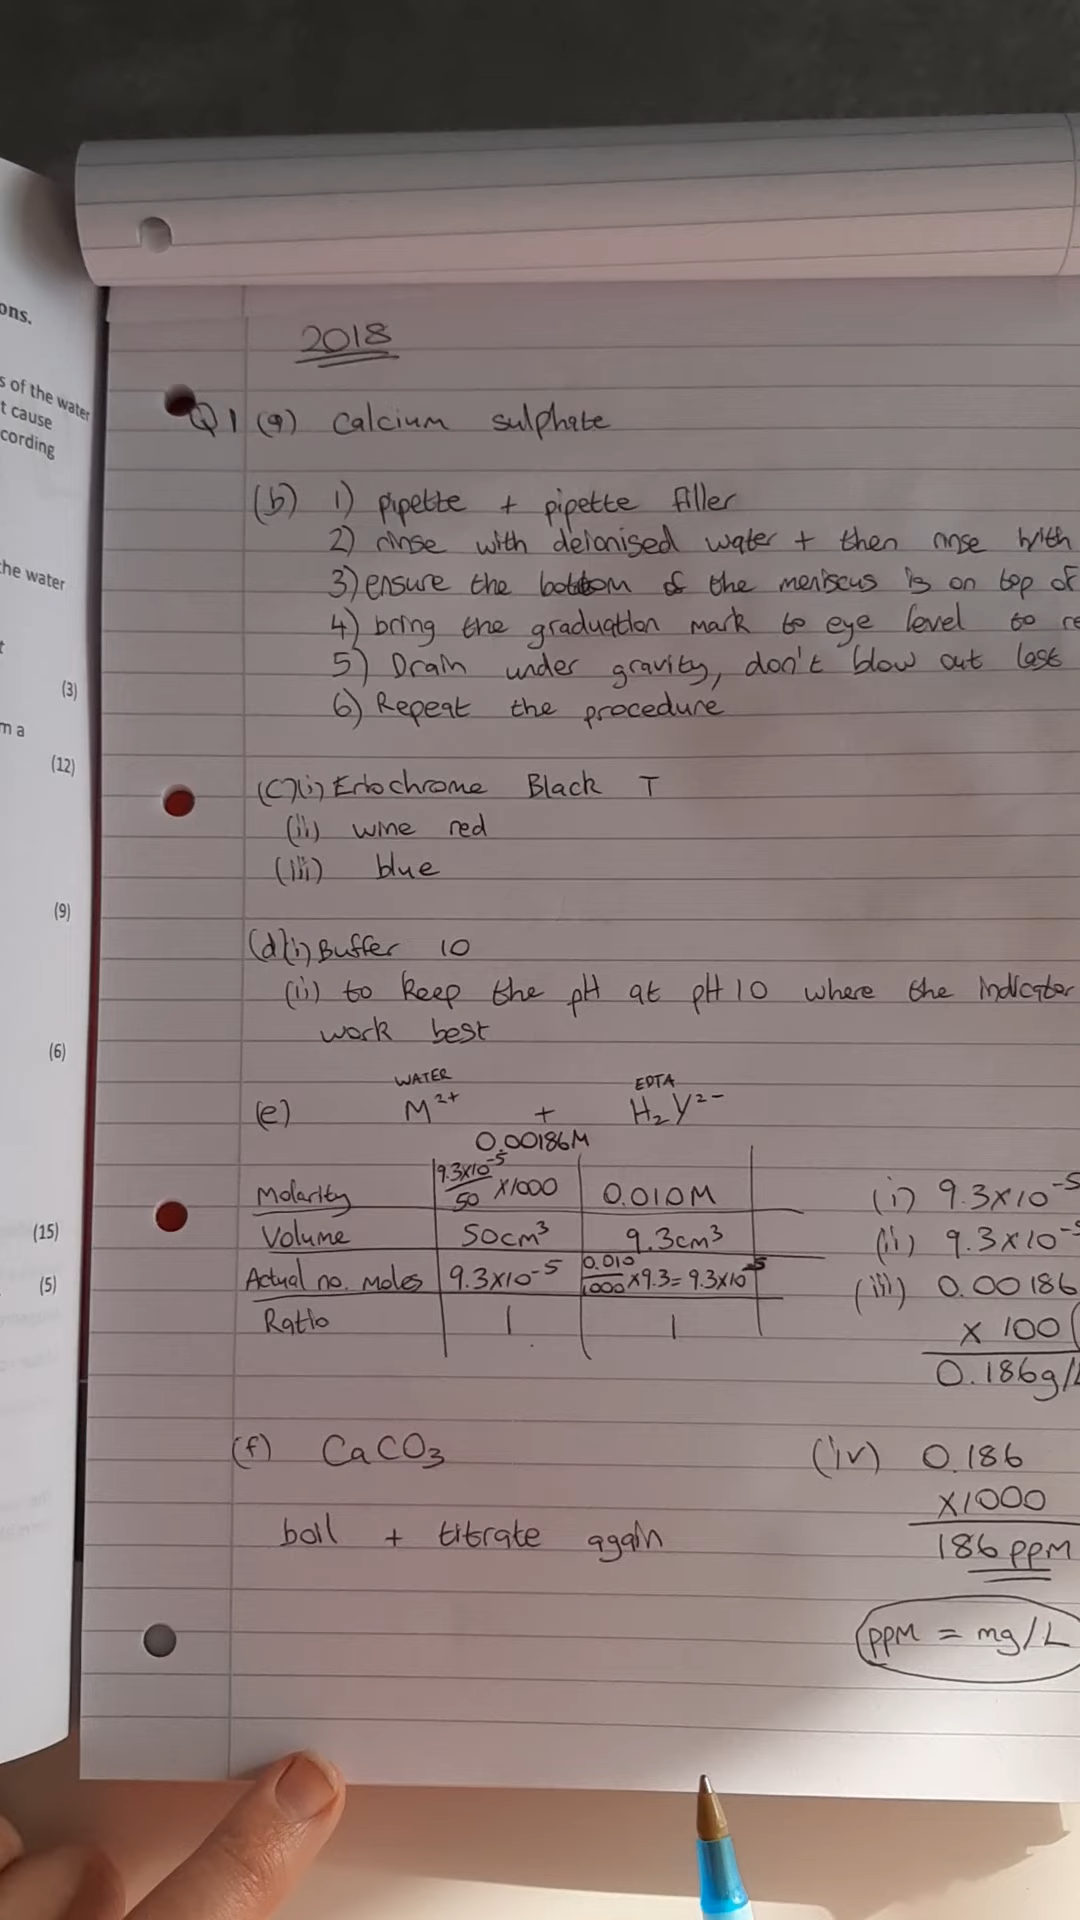 ons.
s of the water
t cause
cording
the water
(3)
m a
(12)
(9)
(6)
(15)
(5)
2018
Q1 (a) Calcium sulphate
(b) 1) pipette + pipette filler
2) rinse with deionised water + then rinse with
3) ensure the bottom of the meniscus is on top of
4) bring the graduation mark to eye level to re
5) Drain under gravity, don't blow out last
6) Repeat the procedure
(c)(i) Eriochrome Black T
(ii) wine red
(iii) blue
(d)(i) Buffer 10
(ii) to keep the pH at pH 10 where the indicator
work best
WATER EDTA
(e) M²⁺ + H₂Y²⁻
0.00186M
Molarity 9.3x10⁻⁵/50 x1000 0.010M
Volume 50cm³ 9.3cm³
Actual no. moles 9.3x10⁻⁵ 0.010/1000 x9.3= 9.3x10⁻⁵
Ratio 1 1
(i) 9.3x10⁻⁵
(ii) 9.3x10⁻⁵
(iii) 0.00186
x 100
0.186g/L
(f) CaCO₃
boil + titrate again
(iv) 0.186
x1000
186 ppm
ppm = mg/L